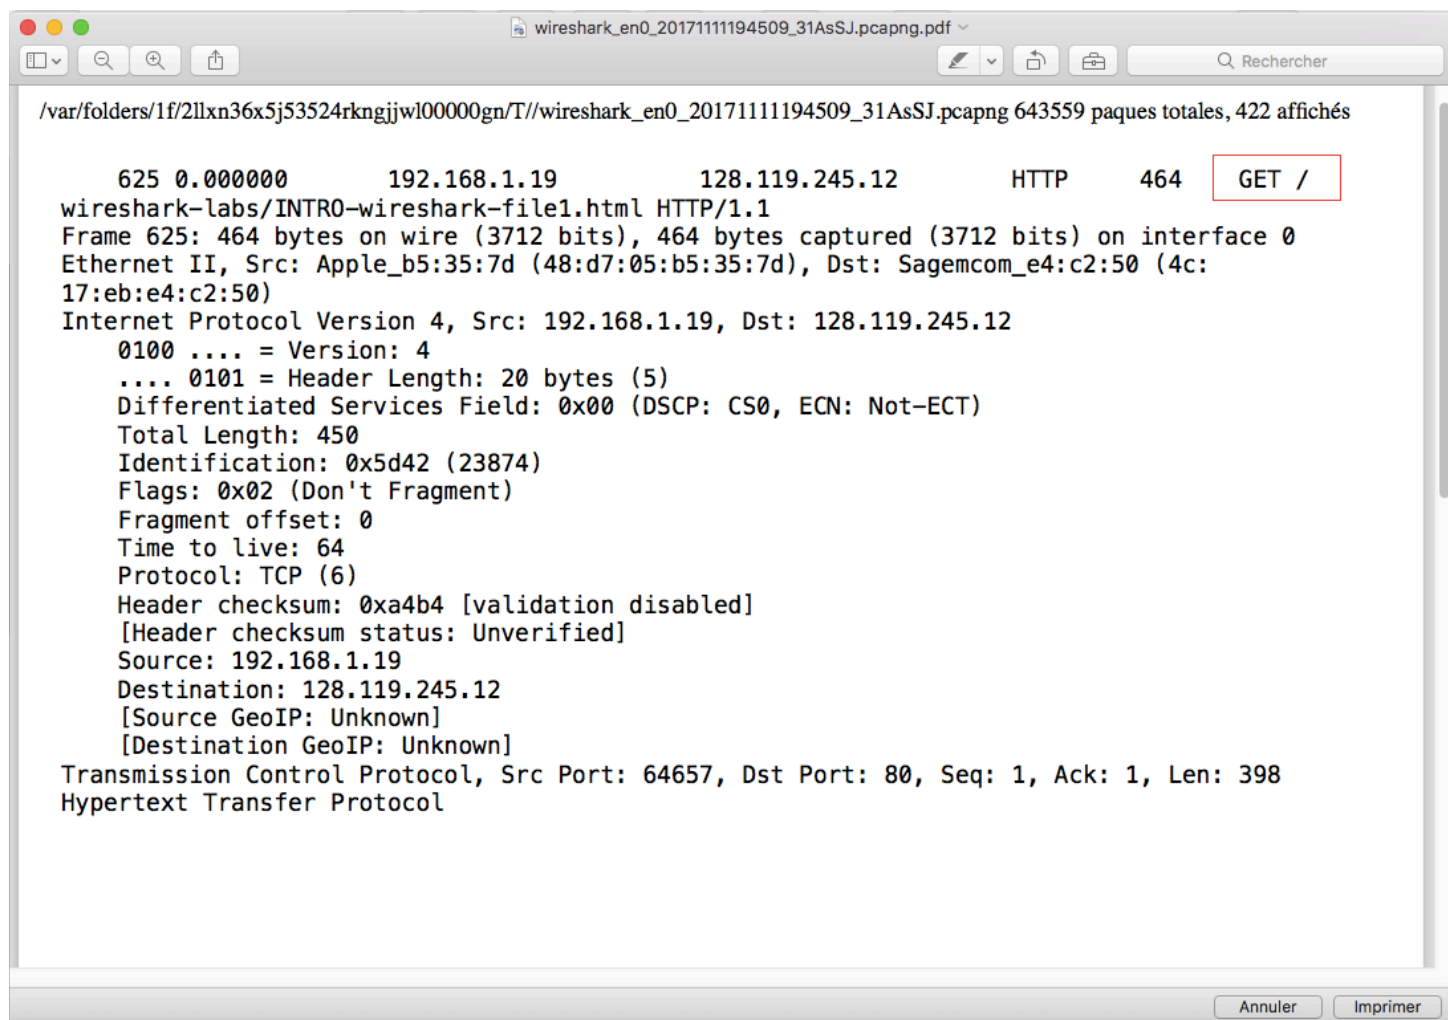 wireshark_en0_20171111194509_31AsSJ.pcapng.pdf
Rechercher
/var/folders/1f/2llxn36x5j53524rkngjjwl00000gn/T//wireshark_en0_20171111194509_31AsSJ.pcapng 643559 paques totales, 422 affichés
625 0.000000 192.168.1.19 128.119.245.12 HTTP 464 GET /
wireshark-labs/INTRO-wireshark-file1.html HTTP/1.1
Frame 625: 464 bytes on wire (3712 bits), 464 bytes captured (3712 bits) on interface 0
Ethernet II, Src: Apple_b5:35:7d (48:d7:05:b5:35:7d), Dst: Sagemcom_e4:c2:50 (4c:
17:eb:e4:c2:50)
Internet Protocol Version 4, Src: 192.168.1.19, Dst: 128.119.245.12
0100 .... = Version: 4
.... 0101 = Header Length: 20 bytes (5)
Differentiated Services Field: 0x00 (DSCP: CS0, ECN: Not-ECT)
Total Length: 450
Identification: 0x5d42 (23874)
Flags: 0x02 (Don't Fragment)
Fragment offset: 0
Time to live: 64
Protocol: TCP (6)
Header checksum: 0xa4b4 [validation disabled]
[Header checksum status: Unverified]
Source: 192.168.1.19
Destination: 128.119.245.12
[Source GeoIP: Unknown]
[Destination GeoIP: Unknown]
Transmission Control Protocol, Src Port: 64657, Dst Port: 80, Seq: 1, Ack: 1, Len: 398
Hypertext Transfer Protocol
Annuler Imprimer